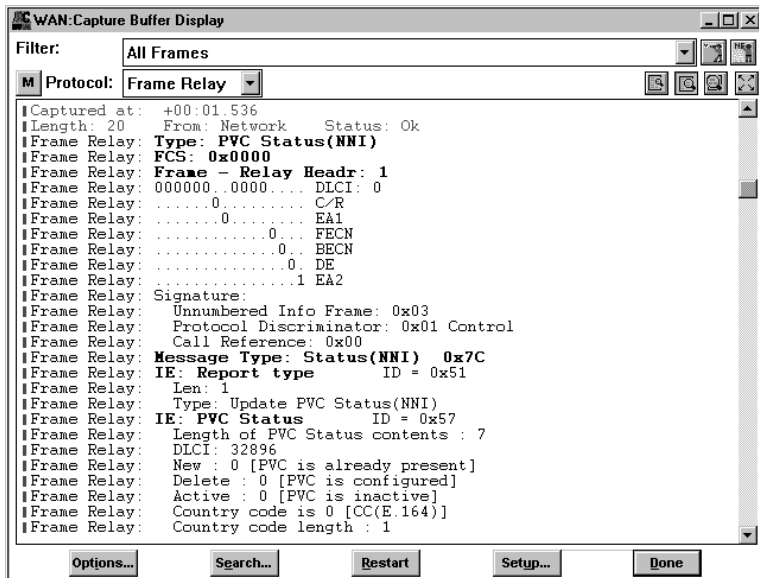 WAN:Capture Buffer Display
Filter: All Frames
M Protocol: Frame Relay
Captured at: +00:01.536
Length: 20 From: Network Status: Ok
Frame Relay: Type: PVC Status(NNI)
Frame Relay: FCS: 0x0000
Frame Relay: Frame - Relay Headr: 1
Frame Relay: 000000..0000.... DLCI: 0
Frame Relay: ......0......... C/R
Frame Relay: .......0........ EA1
Frame Relay: ............0... FECN
Frame Relay: .............0.. BECN
Frame Relay: ..............0. DE
Frame Relay: ...............1 EA2
Frame Relay: Signature:
Frame Relay: Unnumbered Info Frame: 0x03
Frame Relay: Protocol Discriminator: 0x01 Control
Frame Relay: Call Reference: 0x00
Frame Relay: Message Type: Status(NNI) 0x7C
Frame Relay: IE: Report type ID = 0x51
Frame Relay: Len: 1
Frame Relay: Type: Update PVC Status(NNI)
Frame Relay: IE: PVC Status ID = 0x57
Frame Relay: Length of PVC Status contents : 7
Frame Relay: DLCI: 32896
Frame Relay: New : 0 [PVC is already present]
Frame Relay: Delete : 0 [PVC is configured]
Frame Relay: Active : 0 [PVC is inactive]
Frame Relay: Country code is 0 [CC(E.164)]
Frame Relay: Country code length : 1
Options... Search... Restart Setup... Done